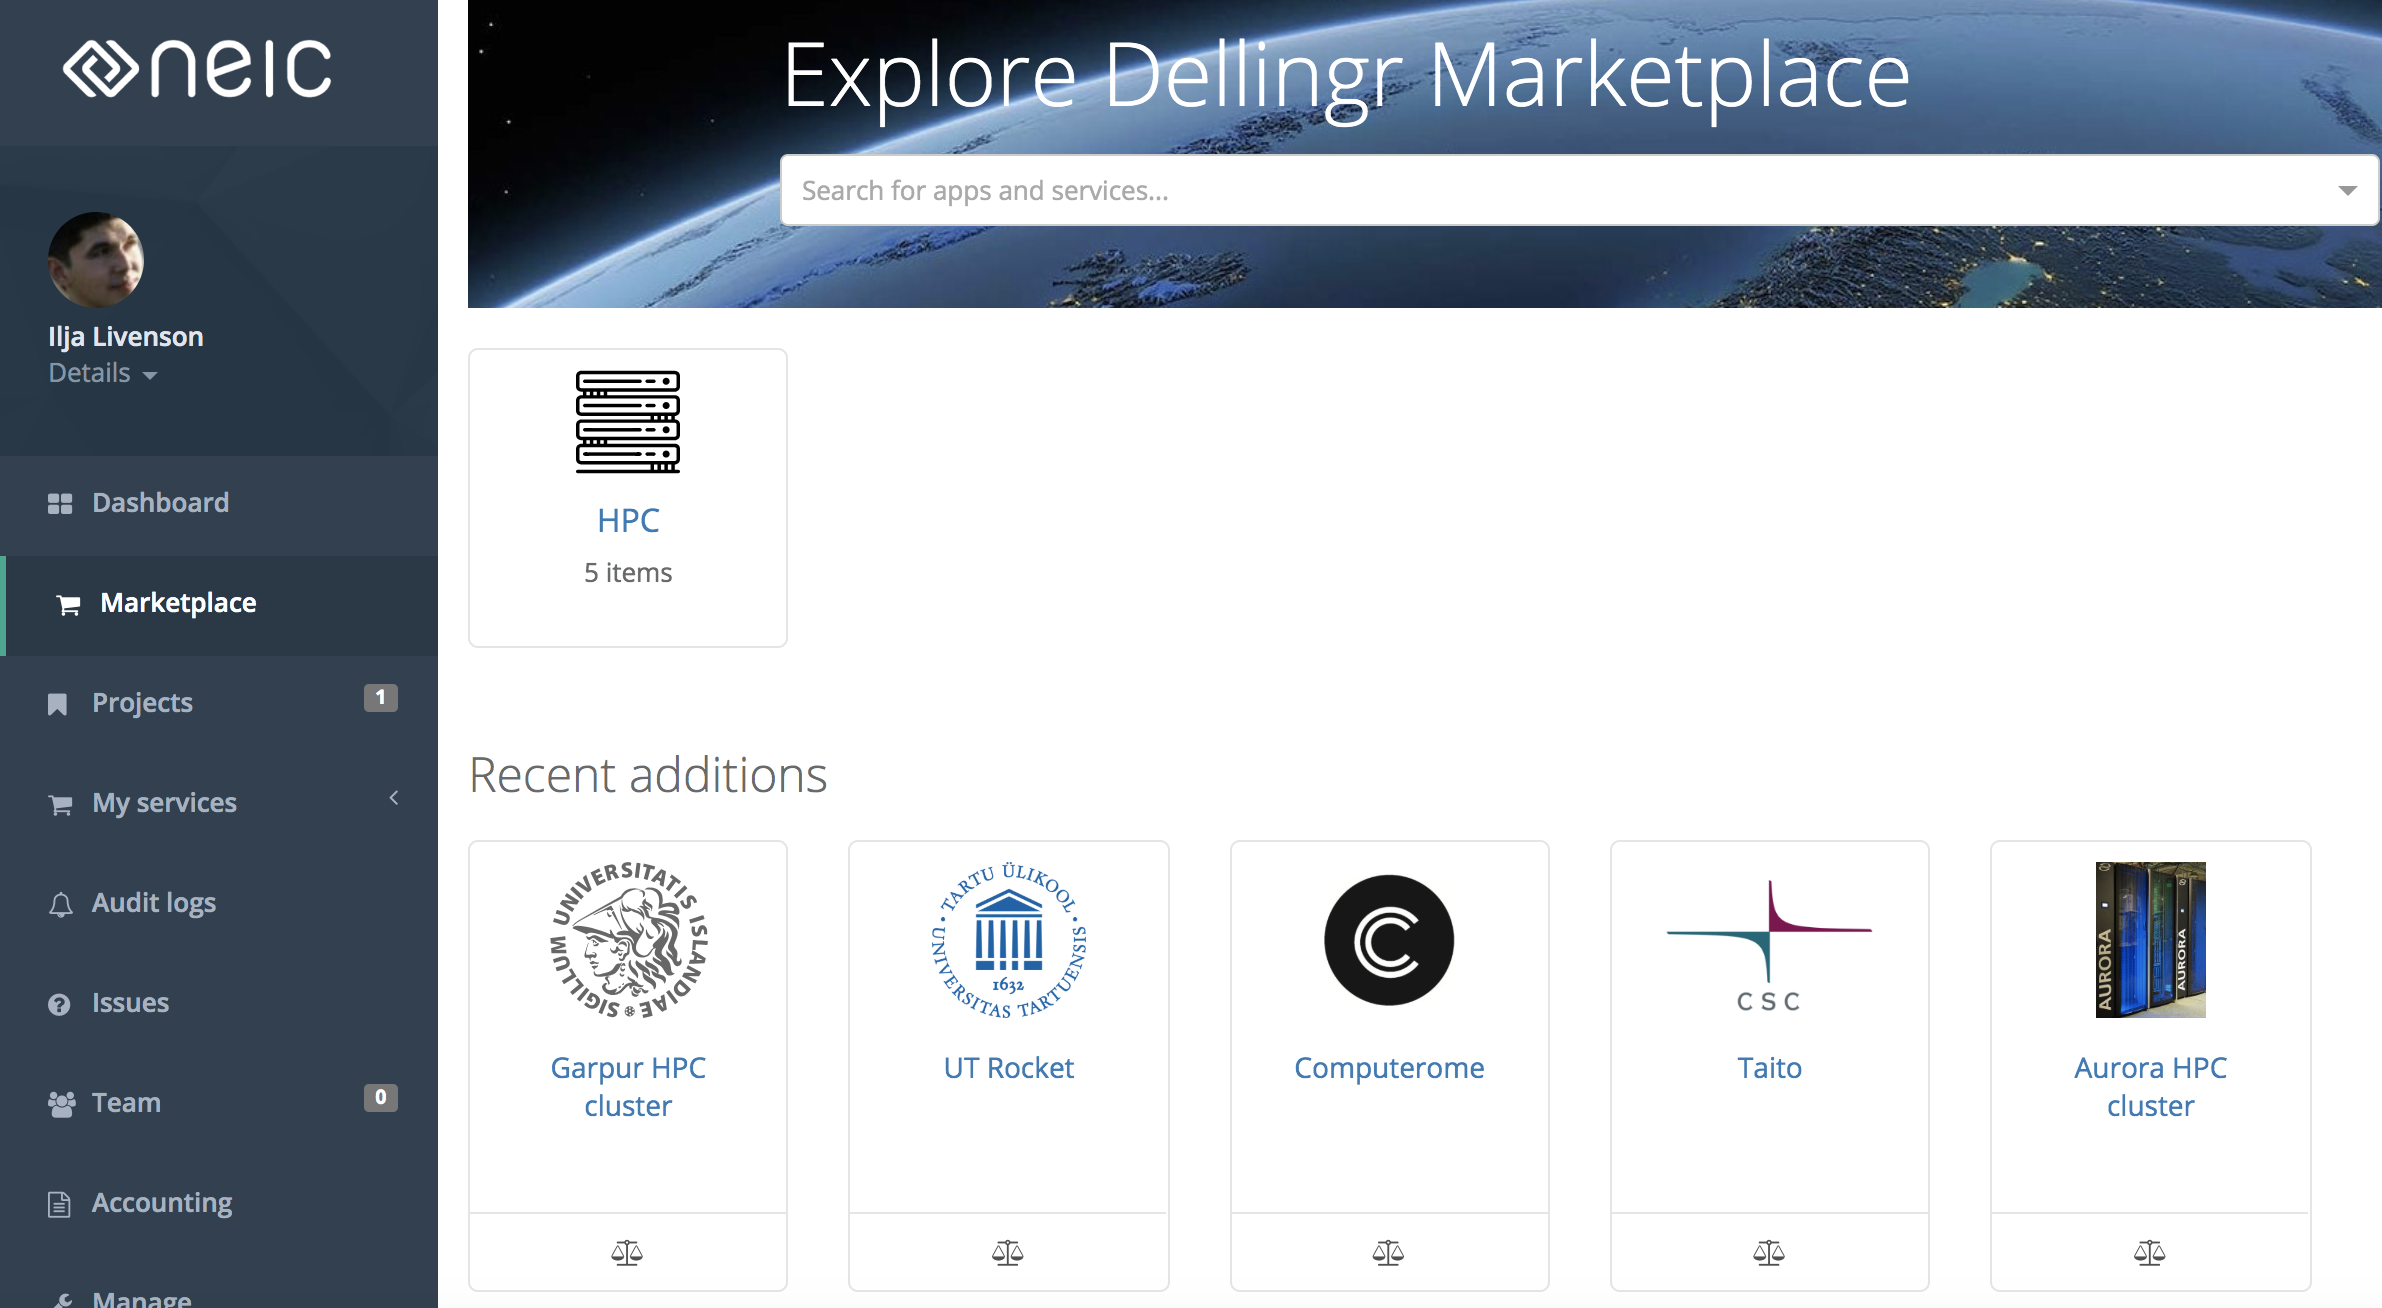 neic
Ilja Livenson
Details
Dashboard
Marketplace
Projects 1
My services
Audit logs
Issues
Team 0
Accounting
Manage
Explore Dellingr Marketplace
Search for apps and services...
HPC
5 items
Recent additions
SIGILLUM UNIVERSITATIS ISLANDIAE
Garpur HPC
cluster
TARTU ÜLIKOOL
UNIVERSITAS TARTUENSIS
1632
UT Rocket
Computerome
CSC
Taito
AURORA
AURORA
Aurora HPC
cluster